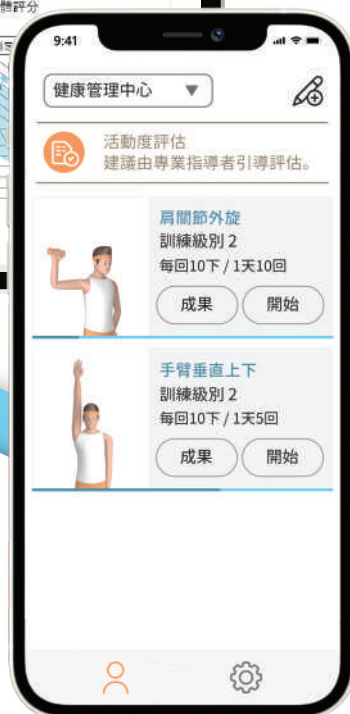 體評分
9:41
健康管理中心
活動度評估
建議由專業指導者引導評估。
肩關節外旋
訓練級別 2
每回10下 / 1天10回
成果
開始
手臂垂直上下
訓練級別 2
每回10下 / 1天5回
成果
開始